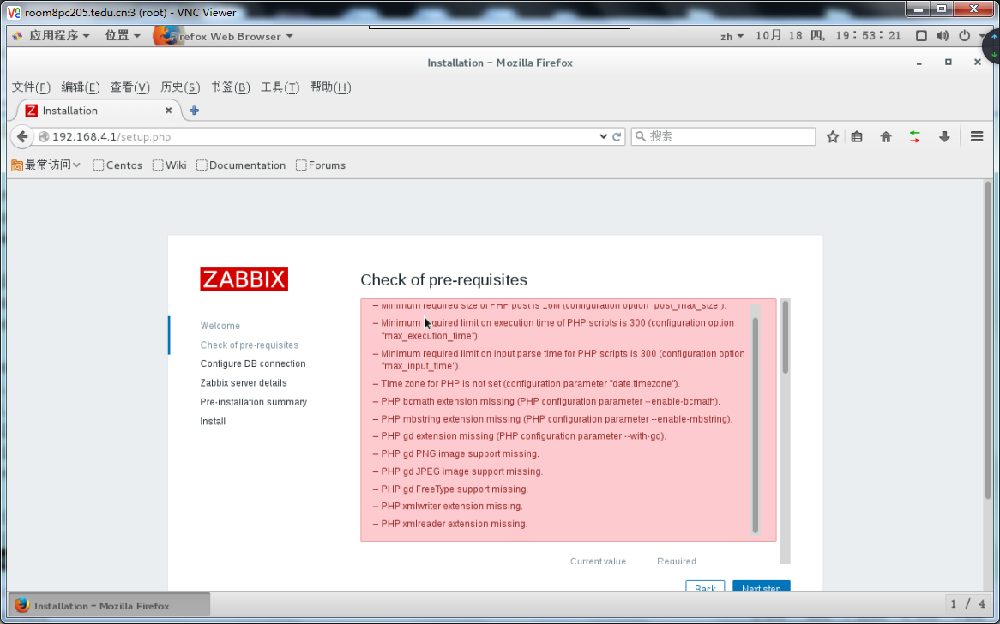 room8pc205.tedu.cn:3 (root) - VNC Viewer
应用程序 位置 Firefox Web Browser zh 10月 18 四, 19:53:21
Installation - Mozilla Firefox
文件(F) 编辑(E) 查看(V) 历史(S) 书签(B) 工具(T) 帮助(H)
Installation
192.168.4.1/setup.php 搜索
最常访问 Centos Wiki Documentation Forums
ZABBIX
Welcome
Check of pre-requisites
Configure DB connection
Zabbix server details
Pre-installation summary
Install
Check of pre-requisites
– Minimum required size of PHP post is 16M (configuration option "post_max_size").
– Minimum required limit on execution time of PHP scripts is 300 (configuration option
"max_execution_time").
– Minimum required limit on input parse time for PHP scripts is 300 (configuration option
"max_input_time").
– Time zone for PHP is not set (configuration parameter "date.timezone").
– PHP bcmath extension missing (PHP configuration parameter --enable-bcmath).
– PHP mbstring extension missing (PHP configuration parameter --enable-mbstring).
– PHP gd extension missing (PHP configuration parameter --with-gd).
– PHP gd PNG image support missing.
– PHP gd JPEG image support missing.
– PHP gd FreeType support missing.
– PHP xmlwriter extension missing.
– PHP xmlreader extension missing.
Current value Required
Back Next step
Installation - Mozilla Firefox 1 / 4